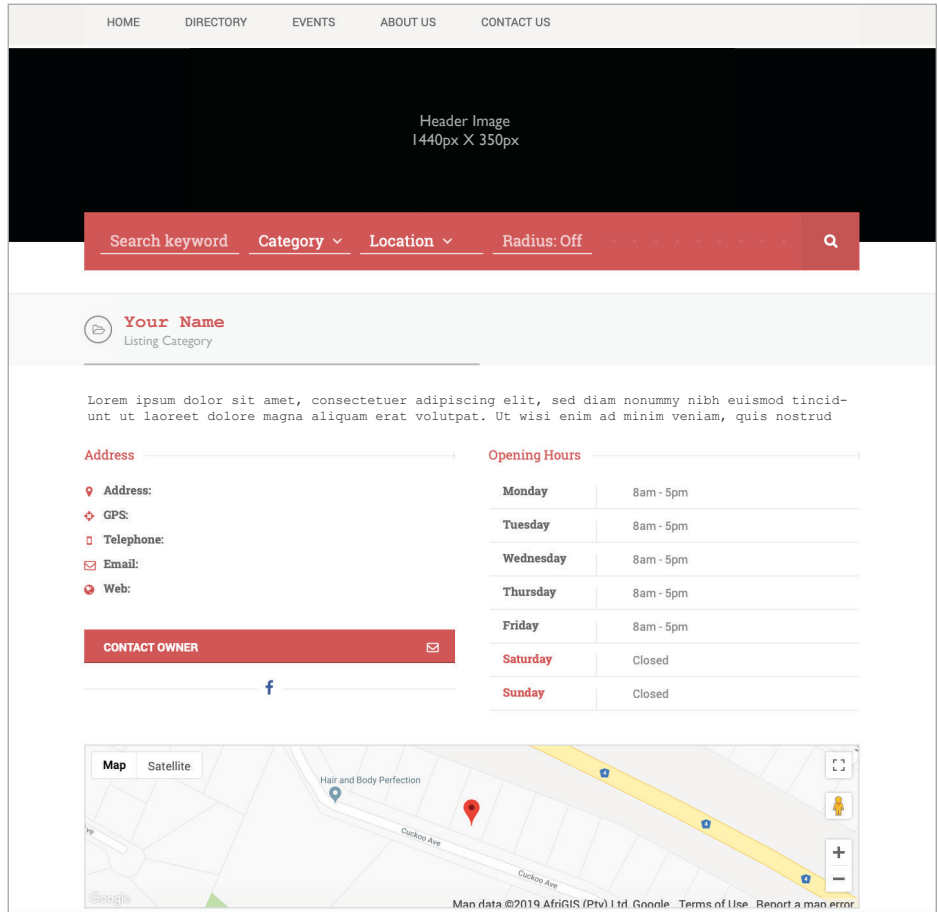 HOME DIRECTORY EVENTS ABOUT US CONTACT US
Header Image
1440px X 350px
Search keyword Category Location Radius: Off
Your Name
Listing Category
Lorem ipsum dolor sit amet, consectetuer adipiscing elit, sed diam nonummy nibh euismod tincid-
unt ut laoreet dolore magna aliquam erat volutpat. Ut wisi enim ad minim veniam, quis nostrud
Address
Address:
GPS:
Telephone:
Email:
Web:
CONTACT OWNER
f
Opening Hours
Monday 8am - 5pm
Tuesday 8am - 5pm
Wednesday 8am - 5pm
Thursday 8am - 5pm
Friday 8am - 5pm
Saturday Closed
Sunday Closed
Map Satellite
Hair and Body Perfection
4
Cuckoo Ave
4
Cuckoo Ave
4
Ave
Google
Map data ©2019 AfriGIS (Pty) Ltd, Google Terms of Use Report a map error